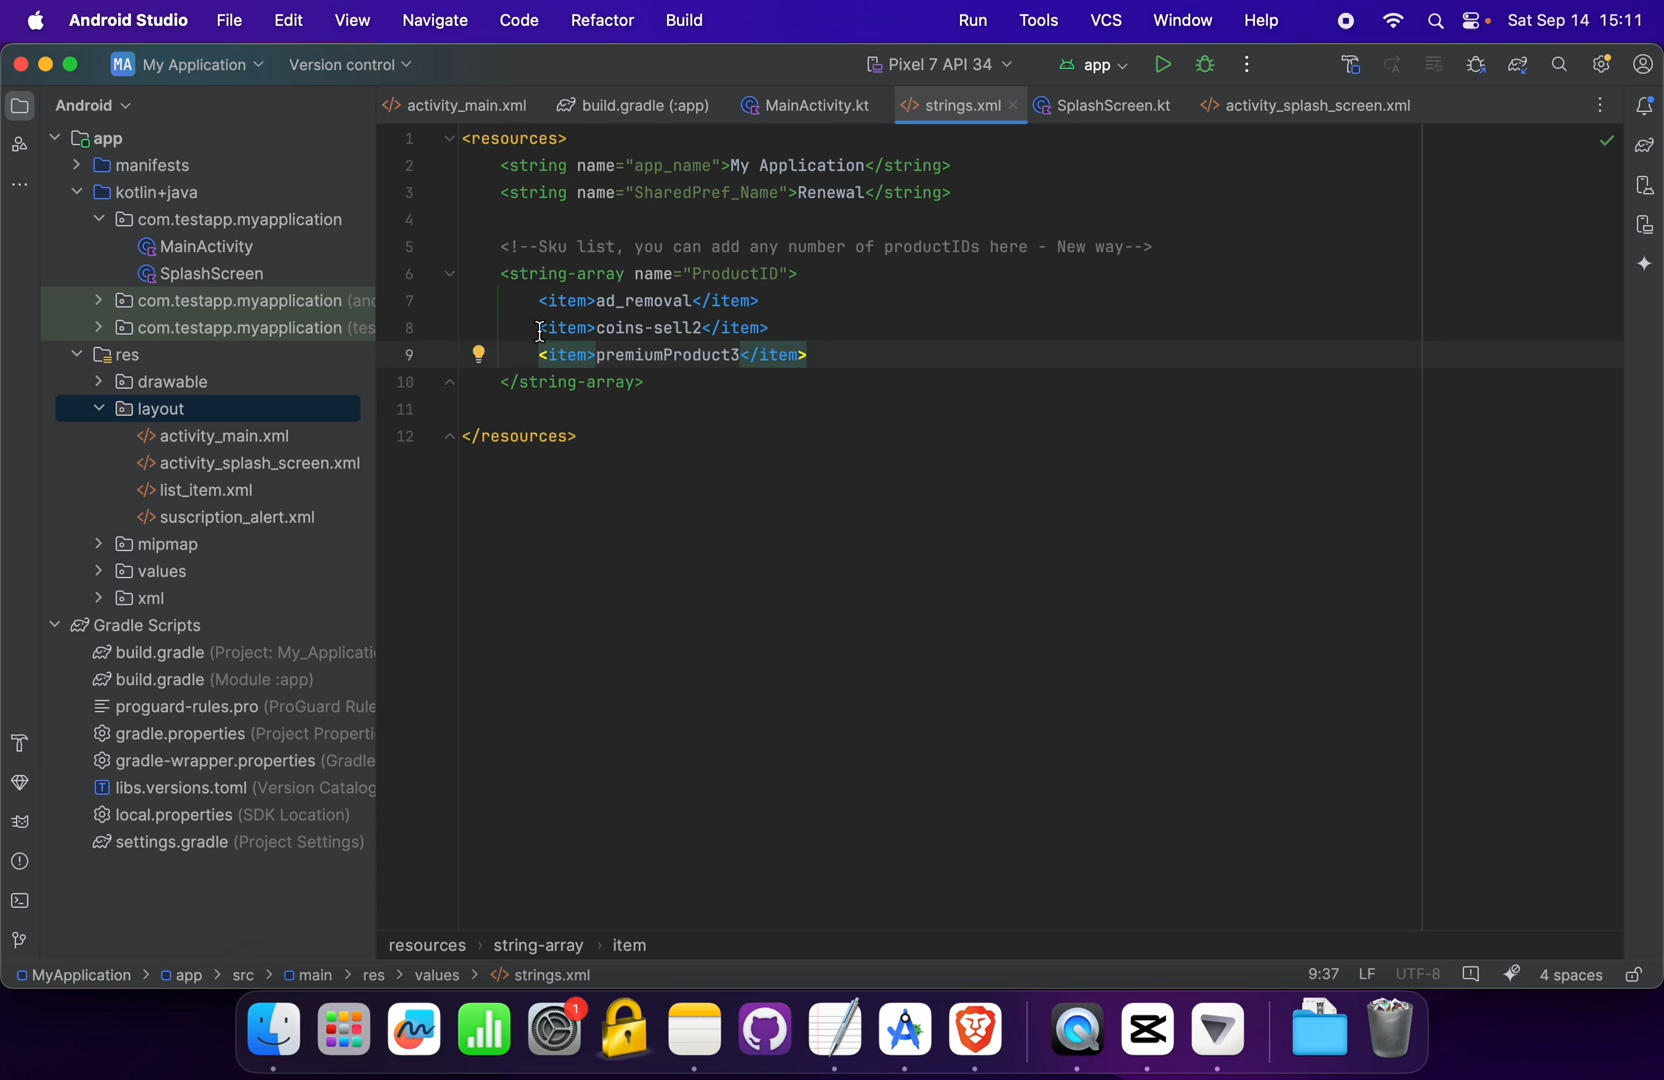 Android Studio File Edit View Navigate Code Refactor Build Run Tools VCS Window Help Sat Sep 14 15:11
MA My Application Version control Pixel 7 API 34 app
Android
activity_main.xml build.gradle (:app) MainActivity.kt strings.xml SplashScreen.kt activity_splash_screen.xml
app
manifests
kotlin+java
com.testapp.myapplication
MainActivity
SplashScreen
com.testapp.myapplication (anc
com.testapp.myapplication (tes
res
drawable
layout
activity_main.xml
activity_splash_screen.xml
list_item.xml
suscription_alert.xml
mipmap
values
xml
Gradle Scripts
build.gradle (Project: My_Applicati
build.gradle (Module :app)
proguard-rules.pro (ProGuard Rule
gradle.properties (Project Properti
gradle-wrapper.properties (Gradle
libs.versions.toml (Version Catalog
local.properties (SDK Location)
settings.gradle (Project Settings)
1 <resources>
2 <string name="app_name">My Application</string>
3 <string name="SharedPref_Name">Renewal</string>
4
5 <!--Sku list, you can add any number of productIDs here - New way-->
6 <string-array name="ProductID">
7 <item>ad_removal</item>
8 <item>coins-sell2</item>
9 <item>premiumProduct3</item>
10 </string-array>
11
12 </resources>
resources > string-array > item
MyApplication > app > src > main > res > values > strings.xml 9:37 LF UTF-8 4 spaces
1